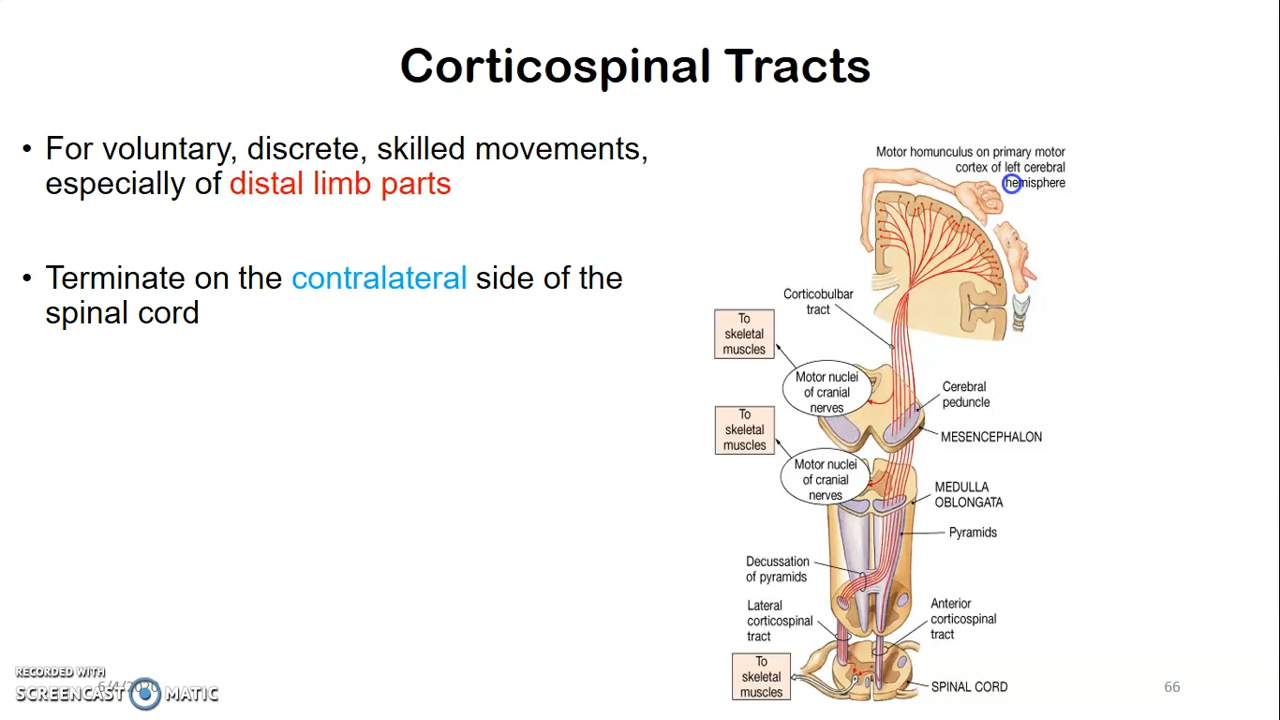 Corticospinal Tracts
• For voluntary, discrete, skilled movements,
especially of distal limb parts
• Terminate on the contralateral side of the
spinal cord
Motor homunculus on primary motor
cortex of left cerebral
hemisphere
Corticobulbar
tract
To
skeletal
muscles
Motor nuclei
of cranial
nerves
Cerebral
peduncle
To
skeletal
muscles
MESENCEPHALON
Motor nuclei
of cranial
nerves
MEDULLA
OBLONGATA
Pyramids
Decussation
of pyramids
Lateral
corticospinal
tract
Anterior
corticospinal
tract
To
skeletal
muscles
SPINAL CORD
RECORDED WITH
SCREENCAST MATIC
66